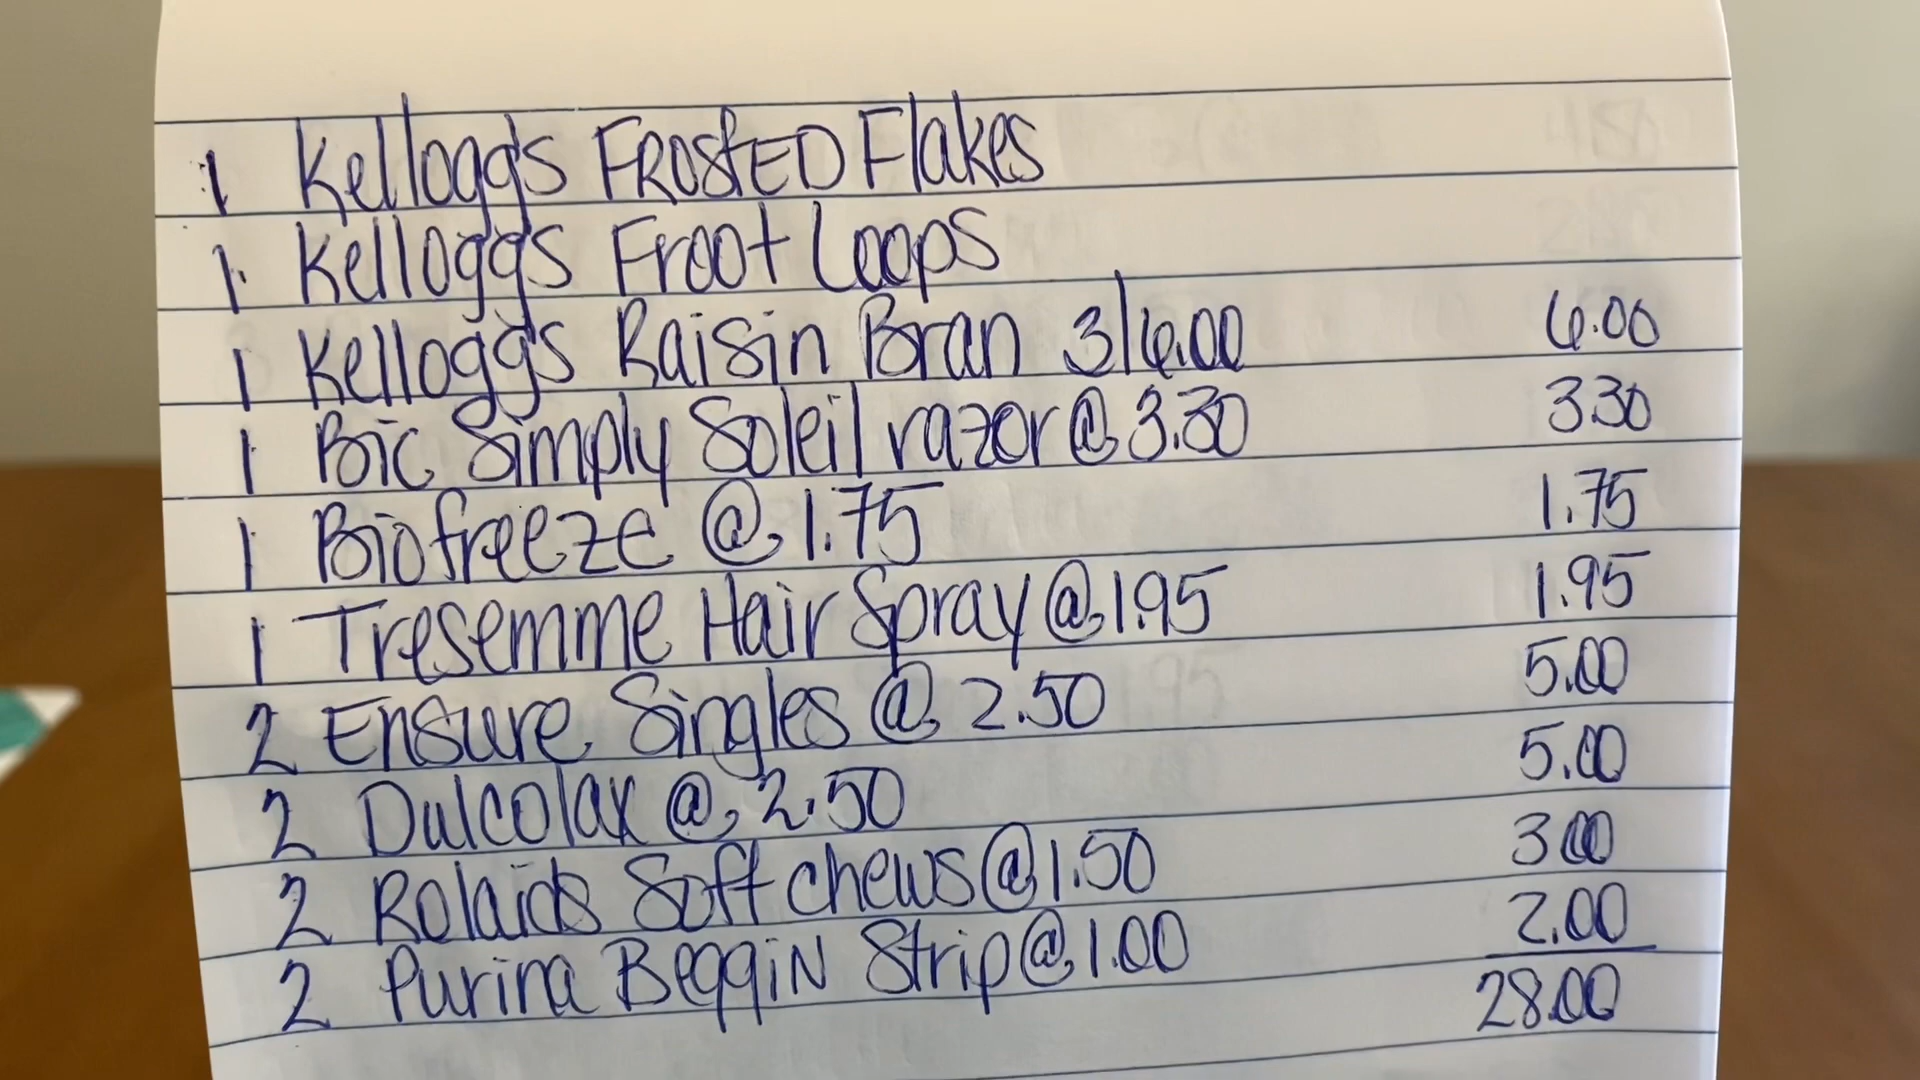 1 Kellogg's FROSTED Flakes
1 Kellogg's Froot Loops
1 Kellogg's Raisin Bran 3/6.00 6.00
1 Bic Simply Soleil razor @ 3.30 3.30
1 Biofreeze @ 1.75 1.75
1 Tresemme Hair Spray @ 1.95 1.95
2 Ensure Singles @ 2.50 5.00
2 Dulcolax @ 2.50 5.00
2 Rolaids Soft chews @ 1.50 3.00
2 Purina Beggin Strip @ 1.00 2.00
28.00